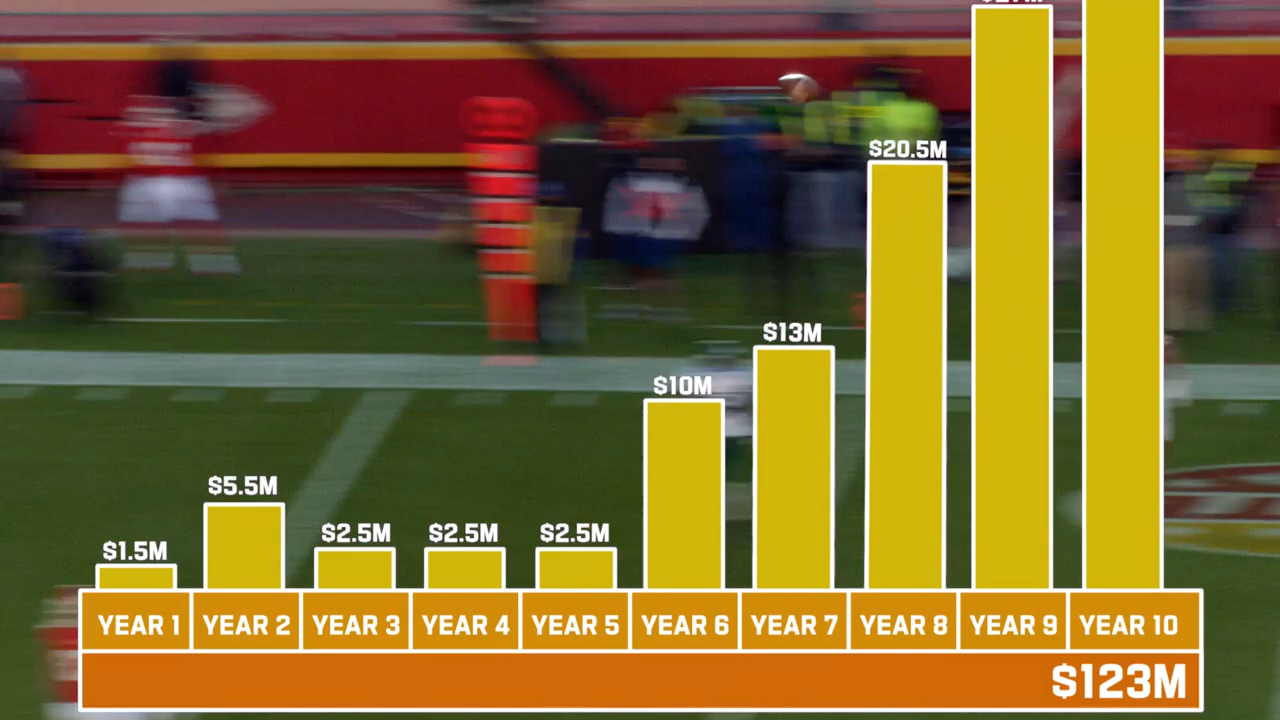 $20.5M
$13M
$10M
$5.5M
$2.5M $2.5M $2.5M
$1.5M
YEAR 1 YEAR 2 YEAR 3 YEAR 4 YEAR 5 YEAR 6 YEAR 7 YEAR 8 YEAR 9 YEAR 10
$123M